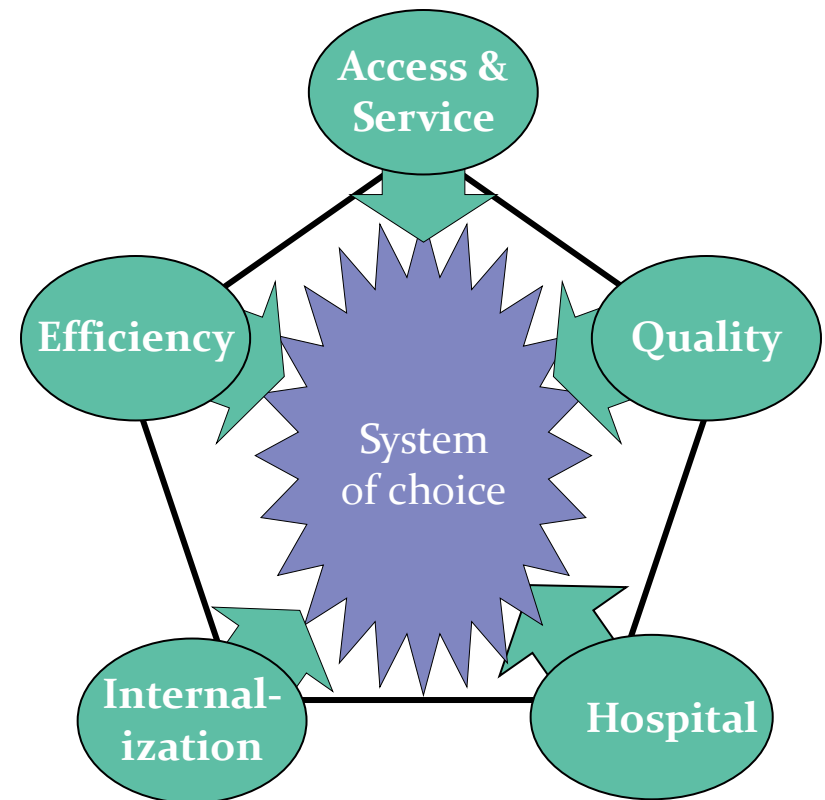 Access &
Service
Efficiency
Quality
System
of choice
Internal-
ization
Hospital